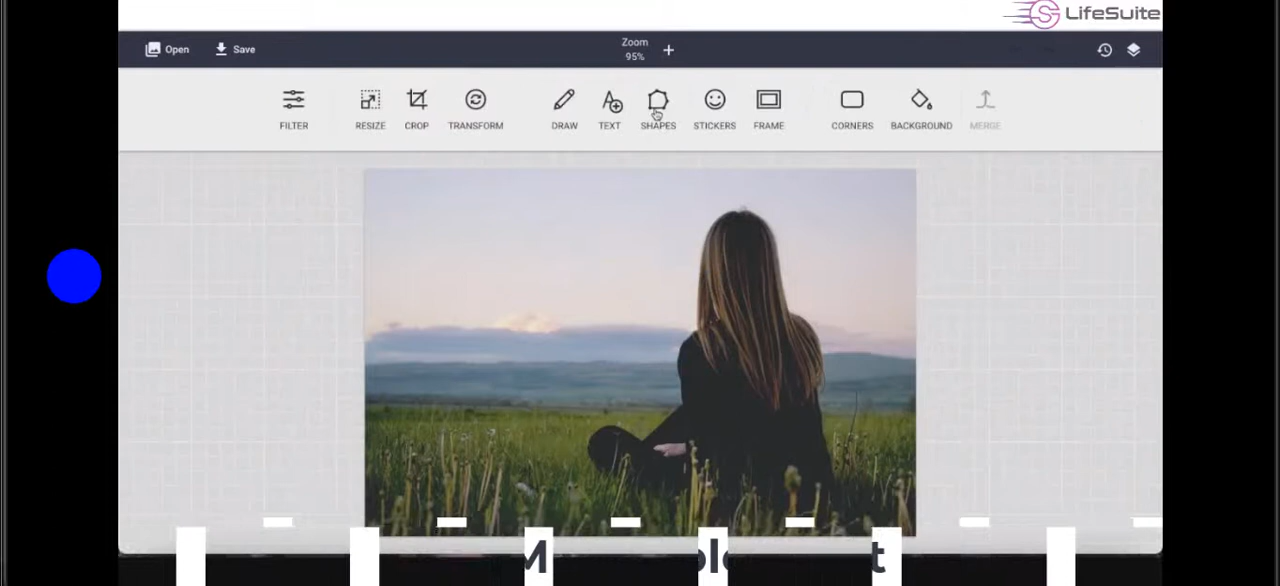 LifeSuite
Open Save Zoom
95% +
FILTER RESIZE CROP TRANSFORM DRAW TEXT SHAPES STICKERS FRAME CORNERS BACKGROUND MERGE